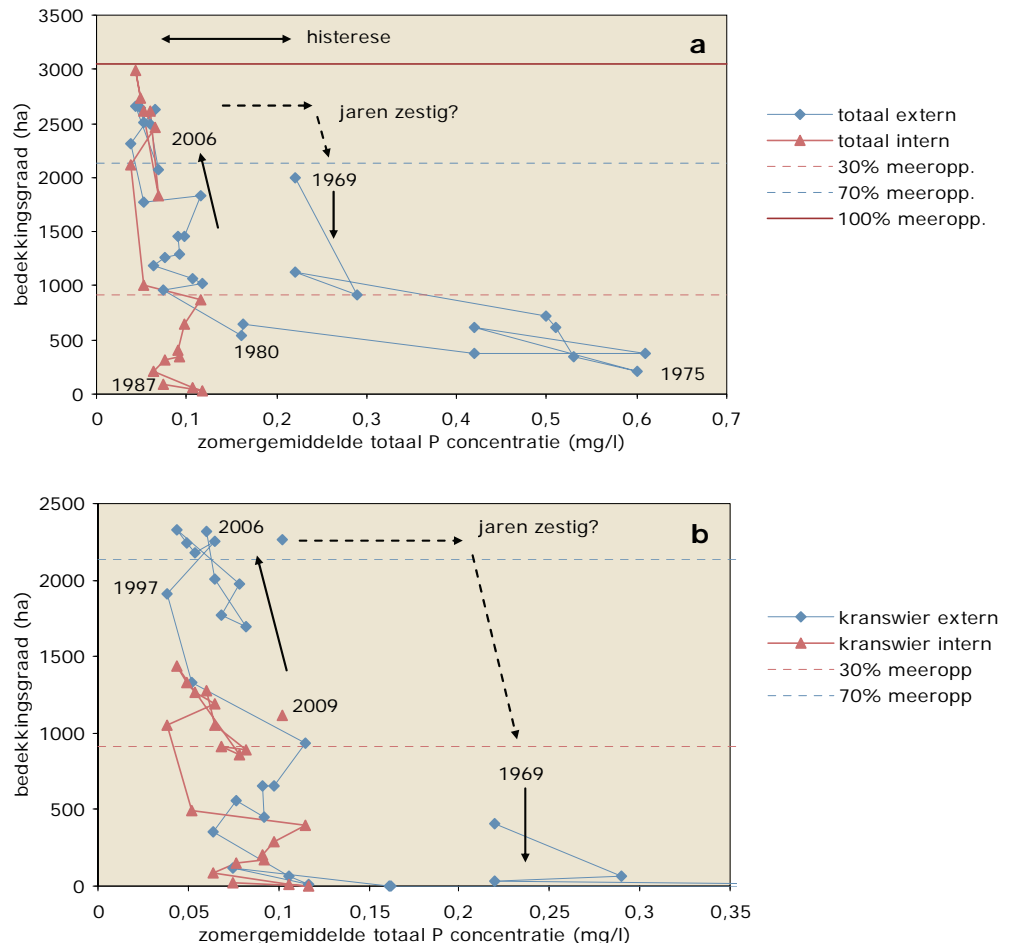 3500
3000
2500
2000
1500
1000
500
0
bedekkingsgraad (ha)
histerese
a
jaren zestig?
2006
1969
1980
1987
1975
0
0,1
0,2
0,3
0,4
0,5
0,6
0,7
zomergemiddelde totaal P concentratie (mg/l)
totaal extern
totaal intern
30% meeropp.
70% meeropp.
100% meeropp.
2500
2000
1500
1000
500
0
bedekkingsgraad (ha)
2006
jaren zestig?
b
1997
2009
1969
0
0,05
0,1
0,15
0,2
0,25
0,3
0,35
zomergemiddelde totaal P concentratie (mg/l)
kranswier extern
kranswier intern
30% meeropp
70% meeropp